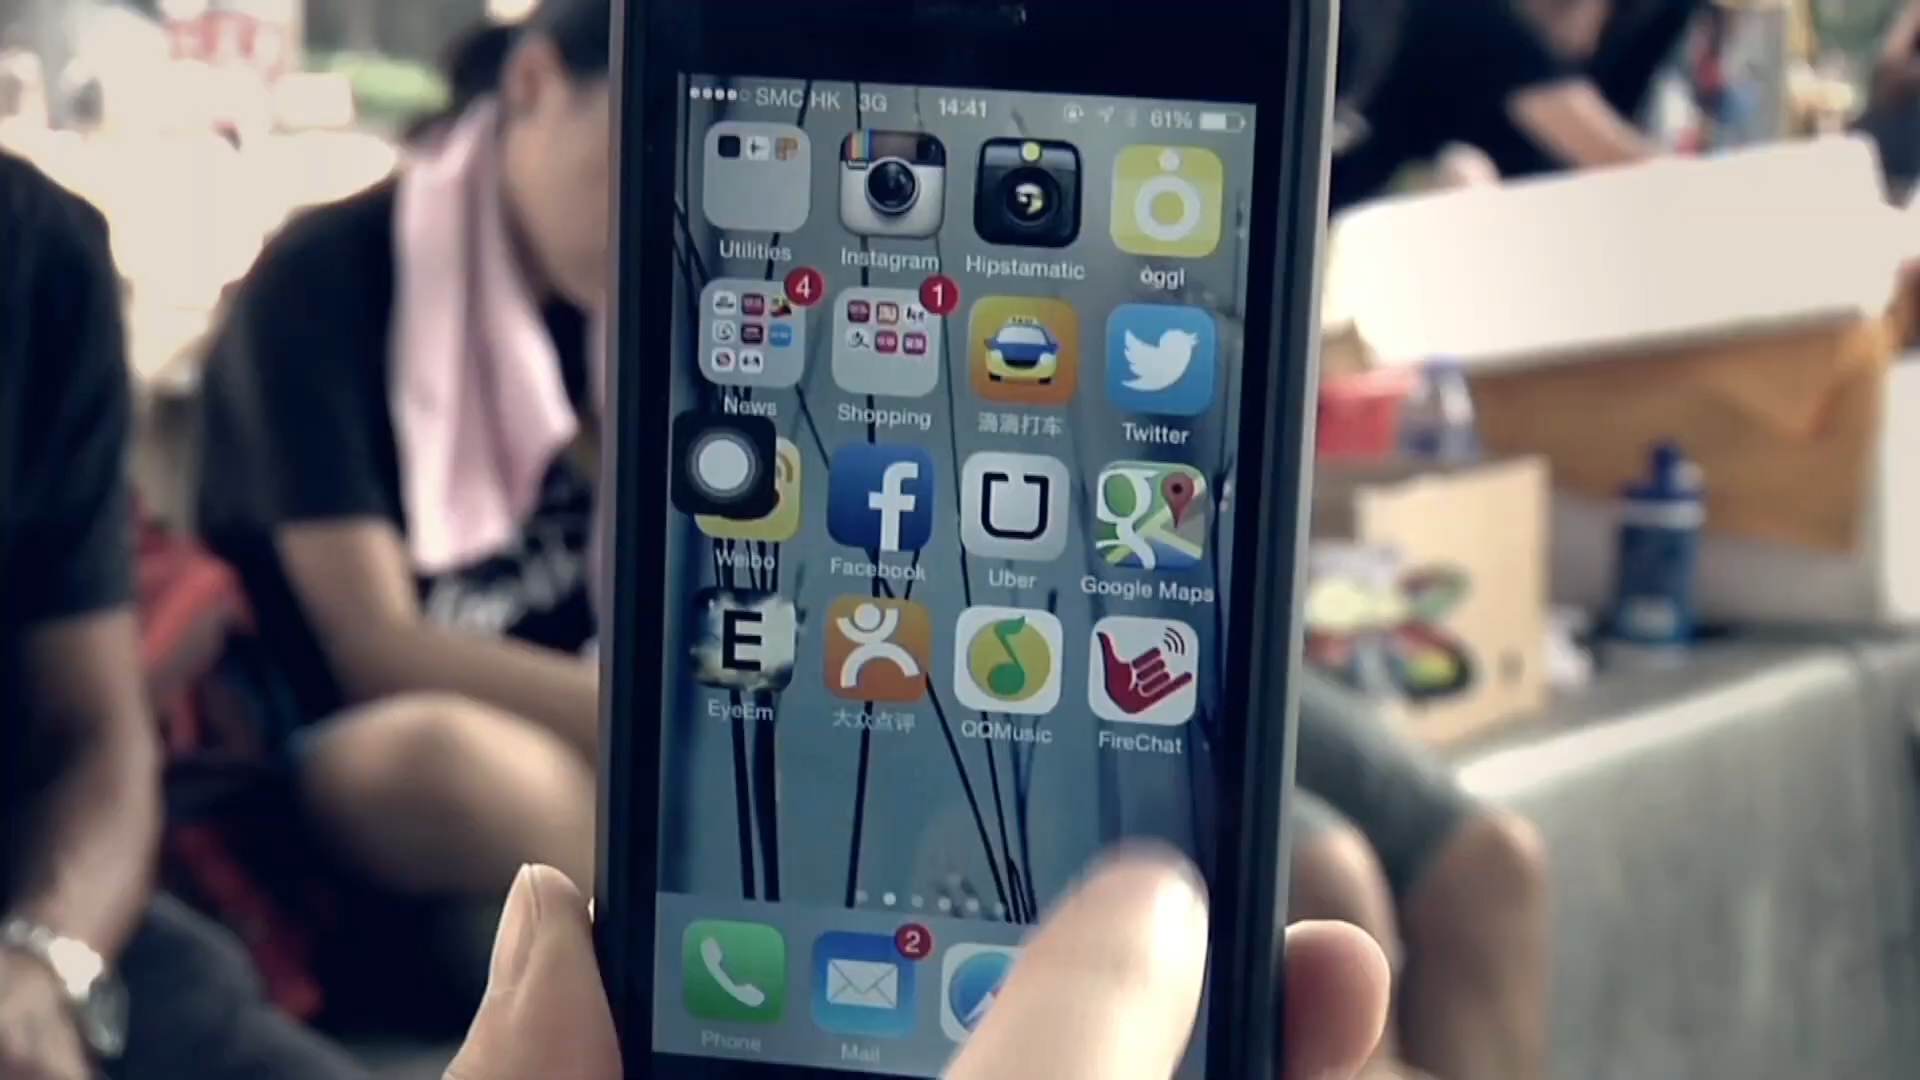 SMC HK 3G 14:41 61%
Utilities Instagram Hipstamatic oggl
4 1
News Shopping 滴滴打车 Twitter
Weibo Facebook Uber Google Maps
E
EyeEm 大众点评 QQMusic FireChat
2
Phone Mail